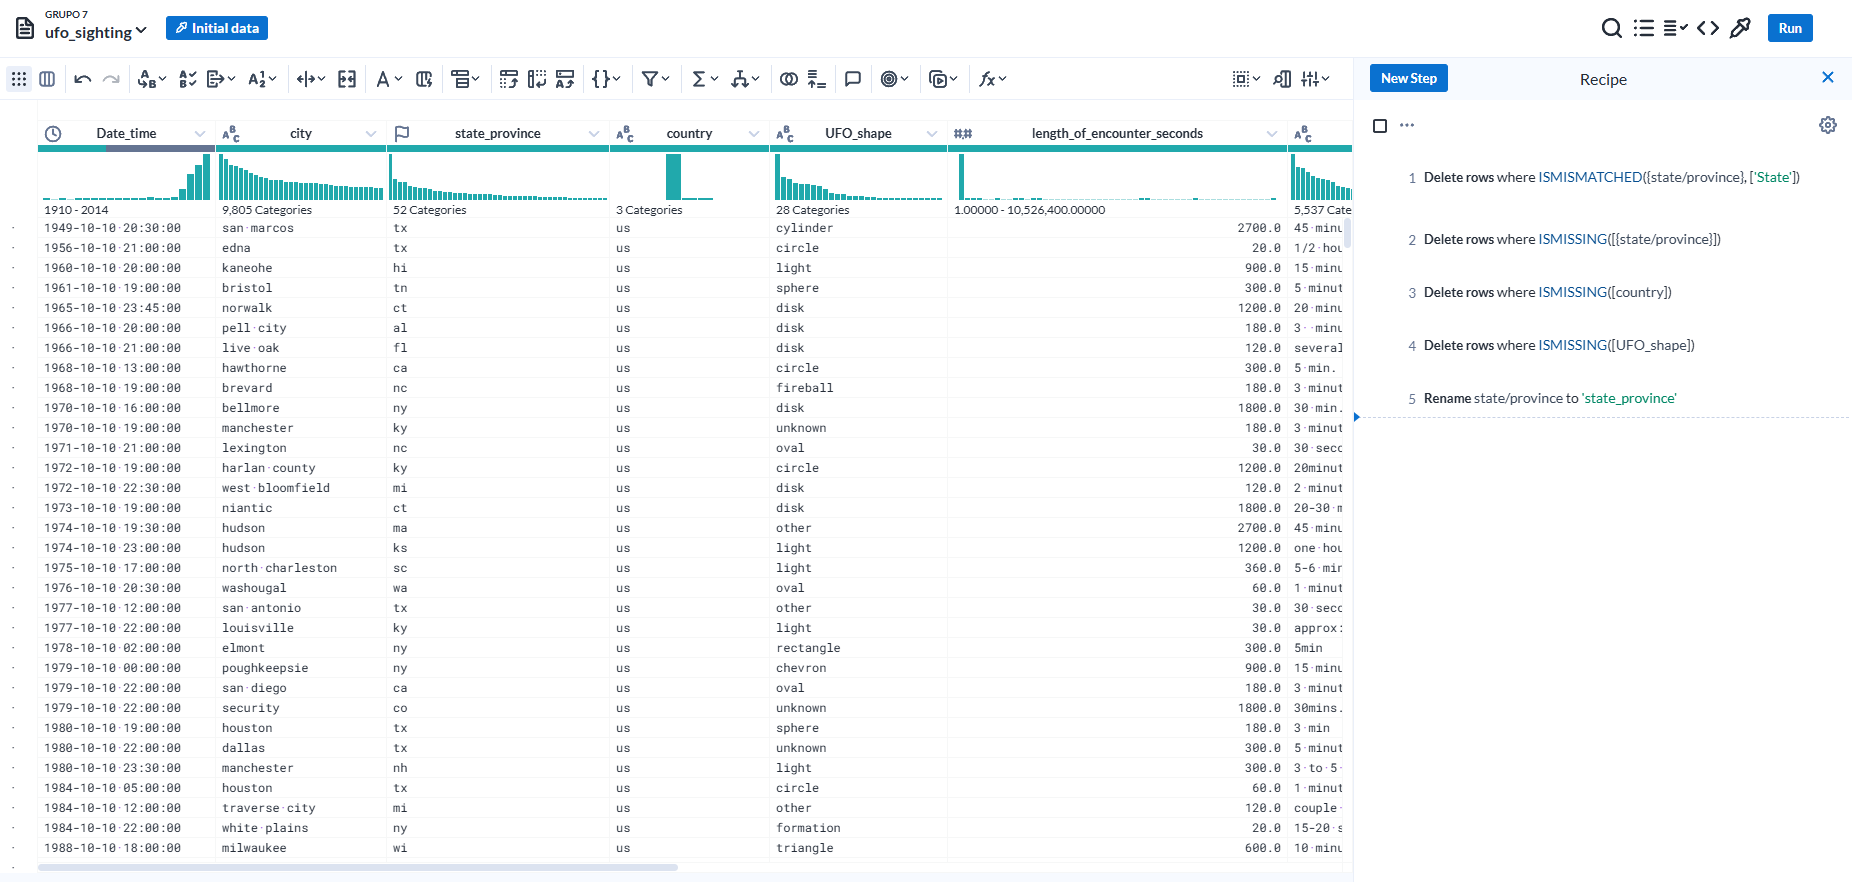 GRUPO 7
ufo_sighting
Initial data
Run
New Step
Recipe
Date_time
city
state_province
country
UFO_shape
length_of_encounter_seconds
1910 - 2014
9,805 Categories
52 Categories
3 Categories
28 Categories
1.00000 - 10,526,400.00000
5,537 Cate
1949-10-10·20:30:00 san·marcos tx us cylinder 2700.0 45·minu
1956-10-10·21:00:00 edna tx us circle 20.0 1/2·hou
1960-10-10·20:00:00 kaneohe hi us light 900.0 15·minu
1961-10-10·19:00:00 bristol tn us sphere 300.0 5·minut
1965-10-10·23:45:00 norwalk ct us disk 1200.0 20·minu
1966-10-10·20:00:00 pell·city al us disk 180.0 3··minu
1966-10-10·21:00:00 live·oak fl us disk 120.0 several
1968-10-10·13:00:00 hawthorne ca us circle 300.0 5·min.
1968-10-10·19:00:00 brevard nc us fireball 180.0 3·minut
1970-10-10·16:00:00 bellmore ny us disk 1800.0 30·min.
1970-10-10·19:00:00 manchester ky us unknown 180.0 3·minut
1971-10-10·21:00:00 lexington nc us oval 30.0 30·seco
1972-10-10·19:00:00 harlan·county ky us circle 1200.0 20minut
1972-10-10·22:30:00 west·bloomfield mi us disk 120.0 2·minut
1973-10-10·19:00:00 niantic ct us disk 1800.0 20-30·m
1974-10-10·19:30:00 hudson ma us other 2700.0 45·minu
1974-10-10·23:00:00 hudson ks us light 1200.0 one·hou
1975-10-10·17:00:00 north·charleston sc us light 360.0 5-6·min
1976-10-10·20:30:00 washougal wa us oval 60.0 1·minut
1977-10-10·12:00:00 san·antonio tx us other 30.0 30·seco
1977-10-10·22:00:00 louisville ky us light 30.0 approx:
1978-10-10·02:00:00 elmont ny us rectangle 300.0 5min
1979-10-10·00:00:00 poughkeepsie ny us chevron 900.0 15·minu
1979-10-10·22:00:00 san·diego ca us oval 180.0 3·minut
1979-10-10·22:00:00 security co us unknown 1800.0 30mins.
1980-10-10·19:00:00 houston tx us sphere 180.0 3·min
1980-10-10·22:00:00 dallas tx us unknown 300.0 5·minut
1980-10-10·23:30:00 manchester nh us light 300.0 3·to·5·
1984-10-10·05:00:00 houston tx us circle 60.0 1·minut
1984-10-10·12:00:00 traverse·city mi us other 120.0 couple·
1984-10-10·22:00:00 white·plains ny us formation 20.0 15-20·s
1988-10-10·18:00:00 milwaukee wi us triangle 600.0 10·minu
1 Delete rows where ISMISMATCHED({state/province}, ['State'])
2 Delete rows where ISMISSING([{state/province}])
3 Delete rows where ISMISSING([country])
4 Delete rows where ISMISSING([UFO_shape])
5 Rename state/province to 'state_province'